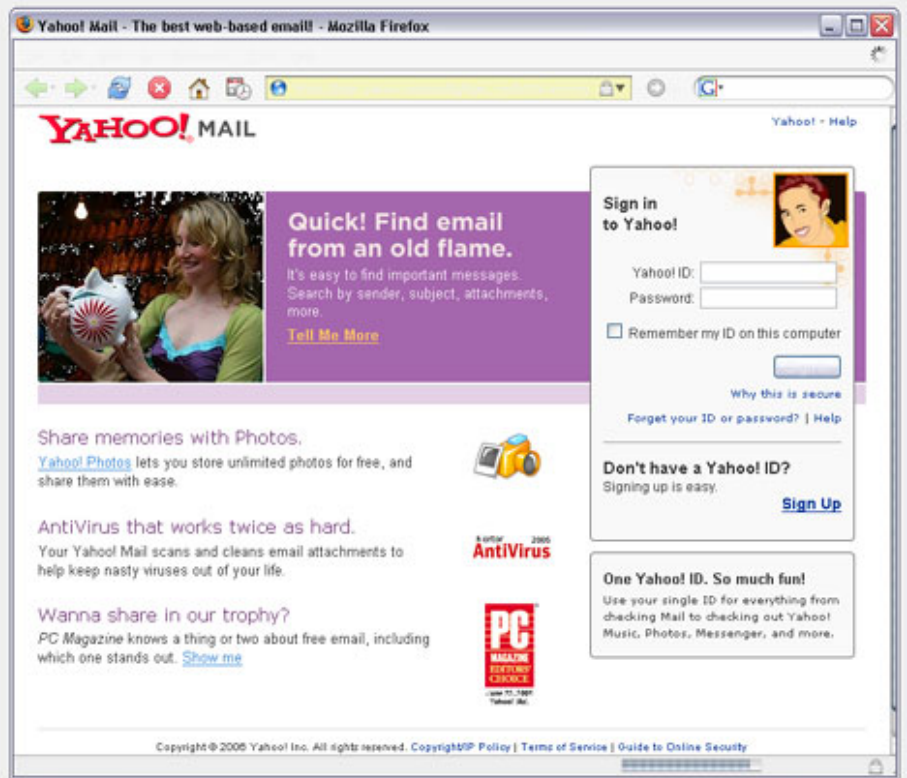 Yahoo! Mail - The best web-based email! - Mozilla Firefox
G
YAHOO! MAIL
Yahoo! - Help
Quick! Find email
from an old flame.
It's easy to find important messages.
Search by sender, subject, attachments,
more.
Tell Me More
Sign in
to Yahoo!
Yahoo! ID:
Password:
Remember my ID on this computer
Why this is secure
Forget your ID or password? | Help
Don't have a Yahoo! ID?
Signing up is easy.
Sign Up
One Yahoo! ID. So much fun!
Use your single ID for everything from
checking Mail to checking out Yahoo!
Music, Photos, Messenger, and more.
Share memories with Photos.
Yahoo! Photos lets you store unlimited photos for free, and
share them with ease.
AntiVirus that works twice as hard.
Your Yahoo! Mail scans and cleans email attachments to
help keep nasty viruses out of your life.
2006
AntiVirus
Wanna share in our trophy?
PC Magazine knows a thing or two about free email, including
which one stands out. Show me
PC
MAGAZINE
EDITORS'
CHOICE
Copyright © 2006 Yahoo! Inc. All rights reserved. Copyright/IP Policy | Terms of Service | Guide to Online Security